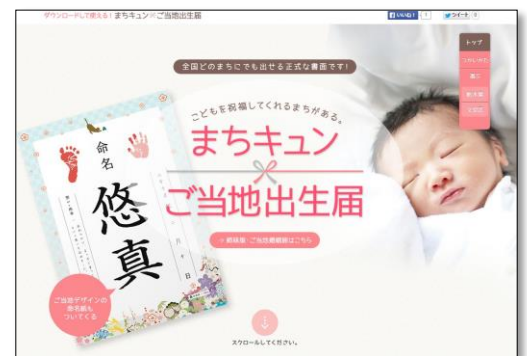 ダウンロードして使える！まちキュン♡ご当地出生届
いいね！
ツイート
トップ
全国どのまちにでも出せる正式な書面です！
こどもを祝福してくれるまちがある。
まちキュン
ご当地出生届
命名
悠真
月
日
ご当地デザインの
命名紙も
ついてくる
スクロールしてください。